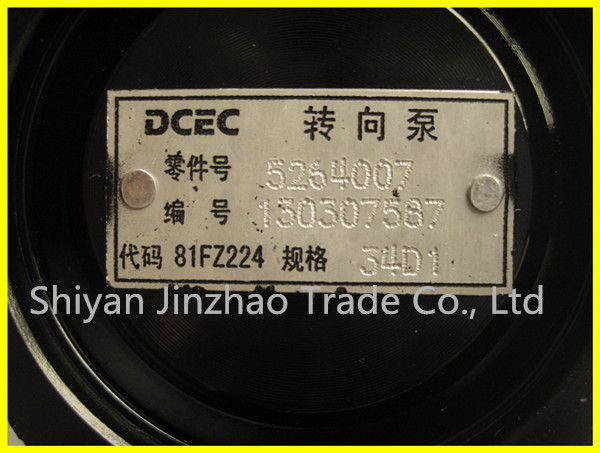 DCEC 转向泵
零件号 5264007
编号 130307587
代码 81FZ224 规格 34D1
Shiyan Jinzhao Trade Co., Ltd